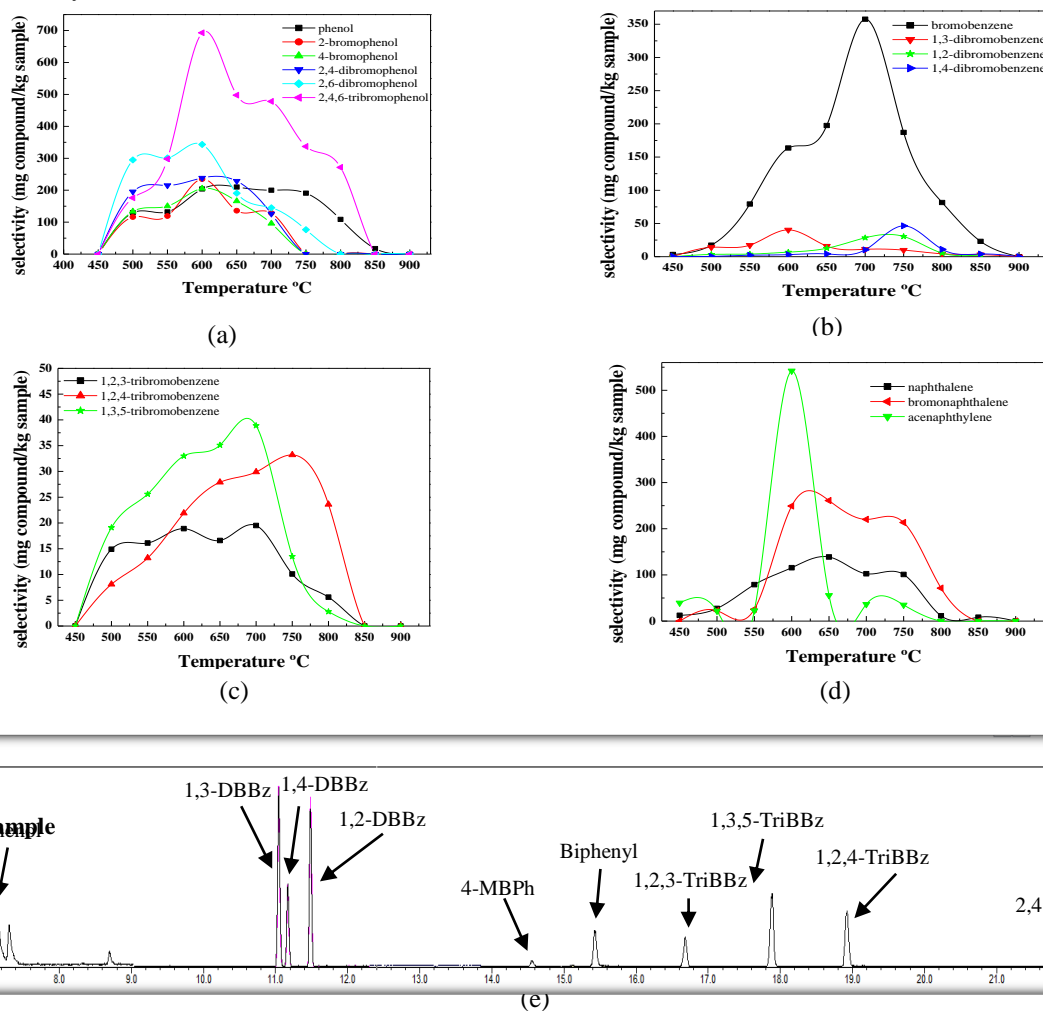 700
600
500
400
300
200
100
0
400 450 500 550 600 650 700 750 800 850 900
selectivity (mg compound/kg sample)
Temperature ºC
phenol
2-bromophenol
4-bromophenol
2,4-dibromophenol
2,6-dibromophenol
2,4,6-tribromophenol
(a)
350
300
250
200
150
100
50
0
450 500 550 600 650 700 750 800 850 900
selectivity (mg compound/kg sample)
Temperature ºC
bromobenzene
1,3-dibromobenzene
1,2-dibromobenzene
1,4-dibromobenzene
(b)
50
45
40
35
30
25
20
15
10
5
0
450 500 550 600 650 700 750 800 850 900
selectivity (mg compound/kg sample)
Temperature ºC
1,2,3-tribromobenzene
1,2,4-tribromobenzene
1,3,5-tribromobenzene
(c)
500
400
300
200
100
0
450 500 550 600 650 700 750 800 850 900
selectivity (mg compound/kg sample)
Temperature ºC
naphthalene
bromonaphthalene
acenaphthylene
(d)
1,3-DBBz 1,4-DBBz
1,2-DBBz
4-MBPh
Biphenyl
1,2,3-TriBBz
1,3,5-TriBBz
1,2,4-TriBBz
2,4
8.0 9.0 10.0 11.0 12.0 13.0 14.0 15.0 16.0 17.0 18.0 19.0 20.0 21.0
(e)